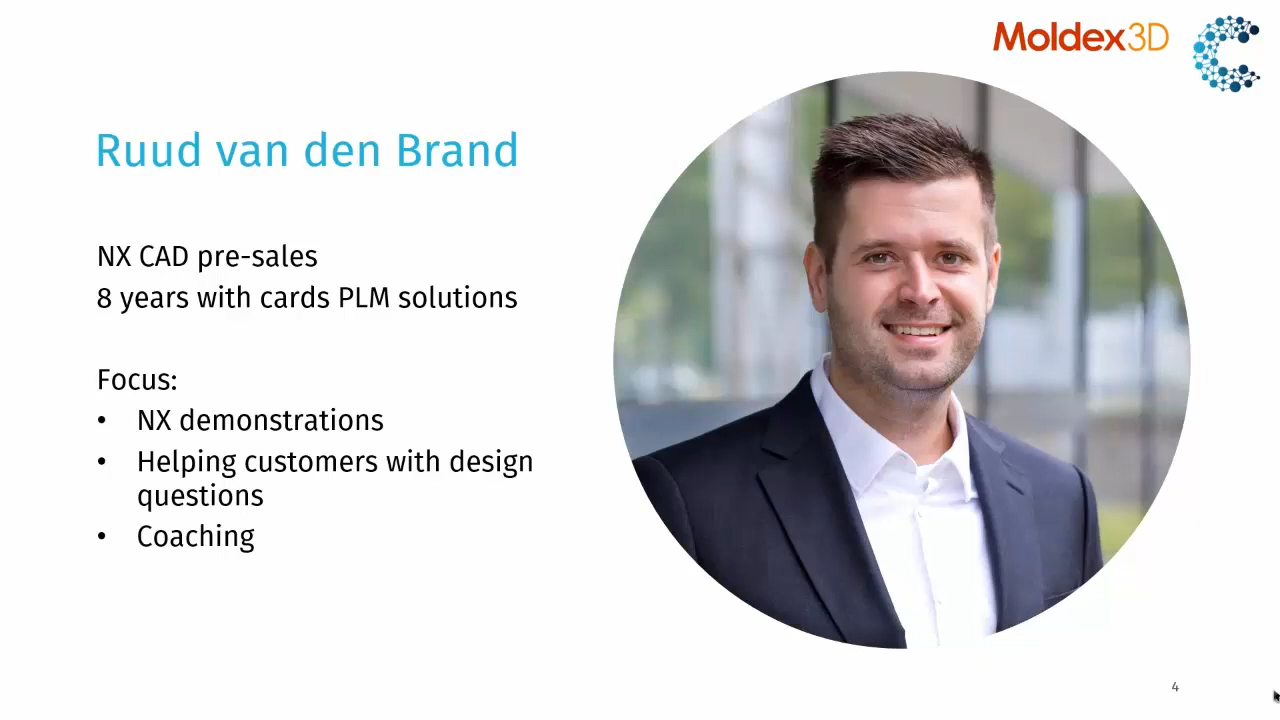 Moldex3D
Ruud van den Brand
NX CAD pre-sales
8 years with cards PLM solutions
Focus:
• NX demonstrations
• Helping customers with design
questions
• Coaching
4